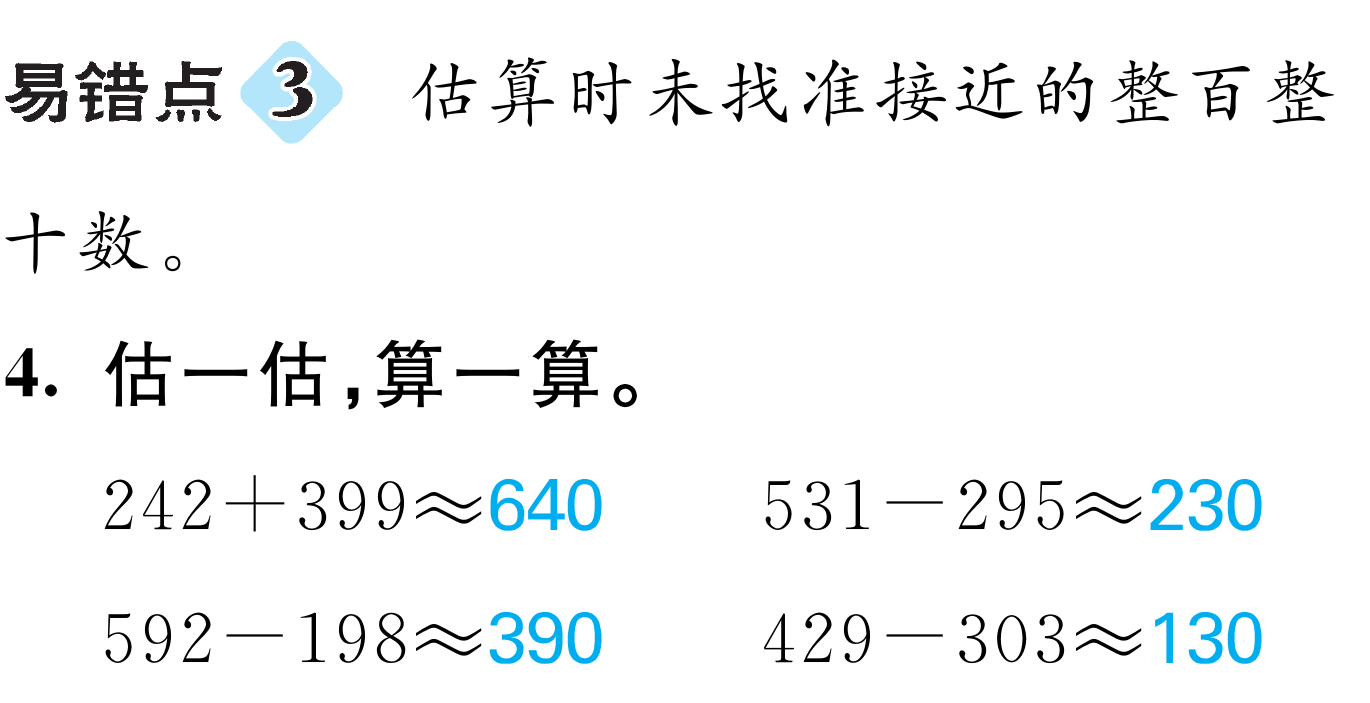 易错点 3 估算时未找准接近的整百整
十数。
4. 估一估,算一算。
242+399≈640 531-295≈230
592-198≈390 429-303≈130